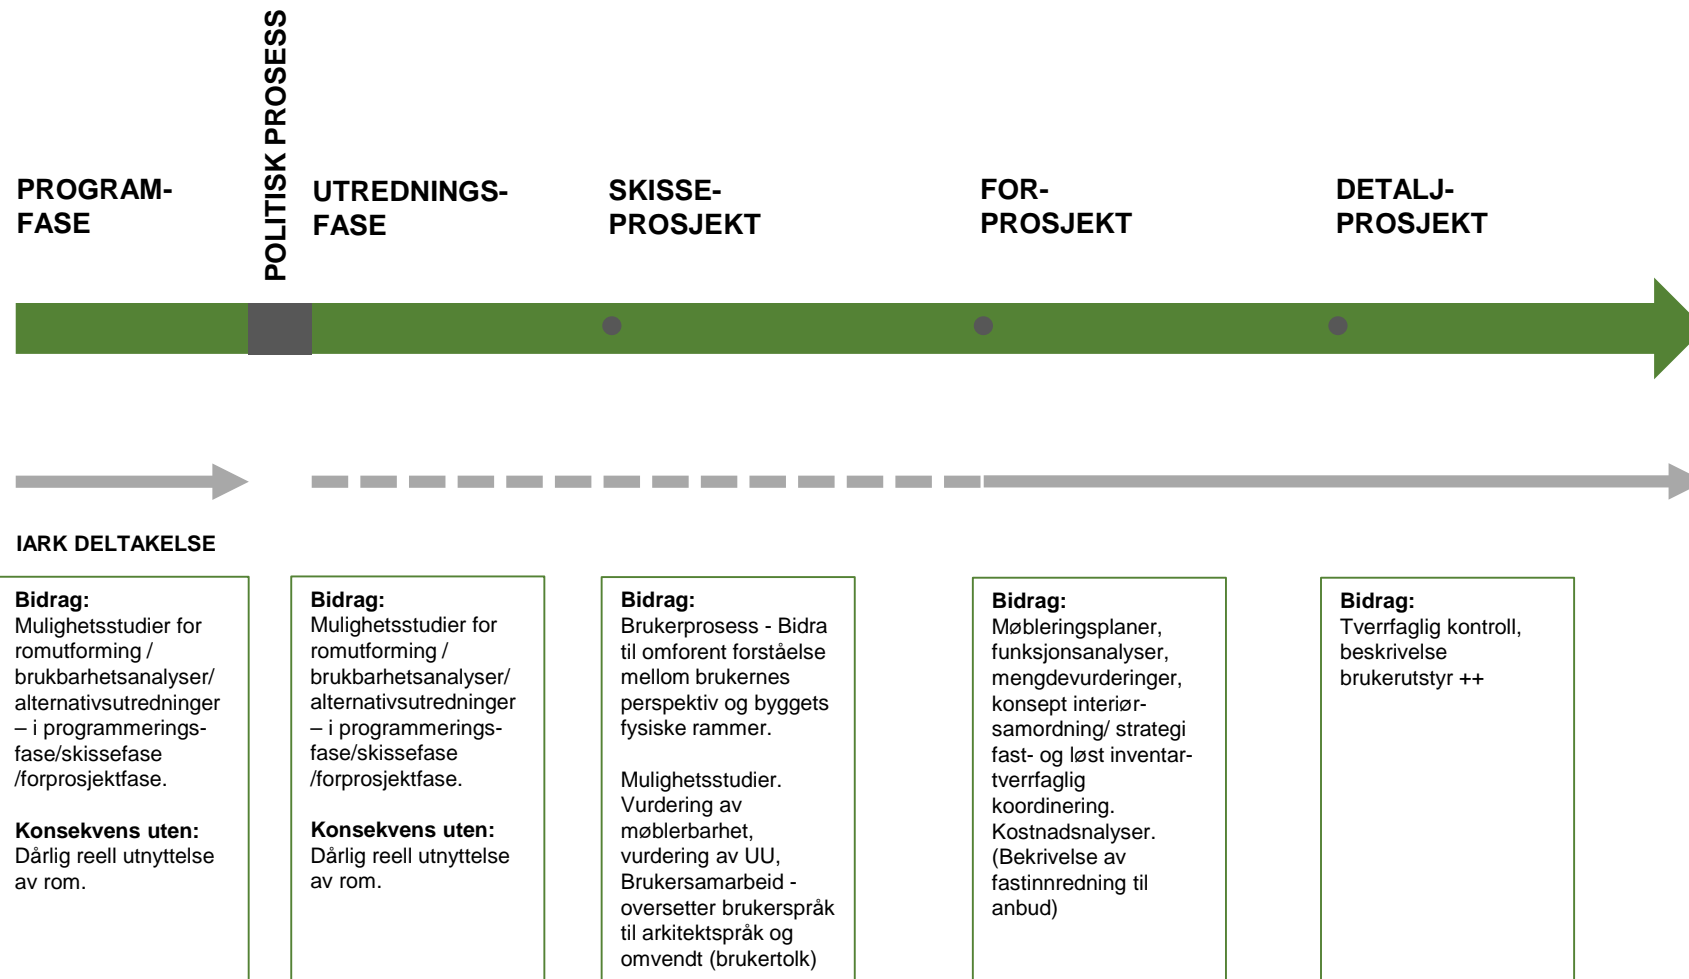 POLITISK PROSESS
PROGRAM-
FASE
UTREDNINGS-
FASE
SKISSE-
PROSJEKT
FOR-
PROSJEKT
DETALJ-
PROSJEKT
IARK DELTAKELSE
Bidrag:
Mulighetsstudier for
romutforming /
brukbarhetsanalyser/
alternativsutredninger
– i programmerings-
fase/skissefase
/forprosjektfase.
Konsekvens uten:
Dårlig reell utnyttelse
av rom.
Bidrag:
Mulighetsstudier for
romutforming /
brukbarhetsanalyser/
alternativsutredninger
– i programmerings-
fase/skissefase
/forprosjektfase.
Konsekvens uten:
Dårlig reell utnyttelse
av rom.
Bidrag:
Brukerprosess - Bidra
til omforent forståelse
mellom brukernes
perspektiv og byggets
fysiske rammer.
Mulighetsstudier.
Vurdering av
møblerbarhet,
vurdering av UU,
Brukersamarbeid -
oversetter brukerspråk
til arkitektspråk og
omvendt (brukertolk)
Bidrag:
Møbleringsplaner,
funksjonsanalyser,
mengdevurderinger,
konsept interiør-
samordning/ strategi
fast- og løst inventar-
tverrfaglig
koordinering.
Kostnadsnalyser.
(Bekrivelse av
fastinnredning til
anbud)
Bidrag:
Tverrfaglig kontroll,
beskrivelse
brukerutstyr ++